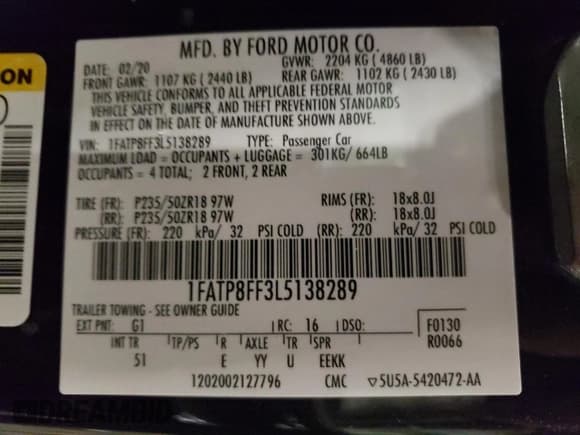 MFD. BY FORD MOTOR CO.
DATE: 02/20 GVWR: 2204 KG ( 4860 LB)
FRONT GAWR: 1107 KG ( 2440 LB) REAR GAWR: 1102 KG ( 2430 LB)
THIS VEHICLE CONFORMS TO ALL APPLICABLE FEDERAL MOTOR
VEHICLE SAFETY, BUMPER, AND THEFT PREVENTION STANDARDS
IN EFFECT ON THE DATE OF MANUFACTURE SHOWN ABOVE.
VIN: 1FATP8FF3L5138289 TYPE: Passenger Car
MAXIMUM LOAD = OCCUPANTS + LUGGAGE = 301KG/ 664LB
OCCUPANTS = 4 TOTAL; 2 FRONT, 2 REAR
TIRE (FR): P235/50ZR18 97W RIMS (FR): 18x8.0J
(RR): P235/50ZR18 97W (RR): 18x8.0J
PRESSURE (FR): 220 kPa/ 32 PSI COLD (RR): 220 kPa/ 32 PSI COLD
1FATP8FF3L5138289
TRAILER TOWING - SEE OWNER GUIDE
EXT PNT: G1 RC: 16 DSO: F0130
INT TR TP/PS R AXLE TR SPR R0066
51 E YY U EEKK
1202002127796 CMC ▽5U5A-5420472-AA
ON
DREAMBID